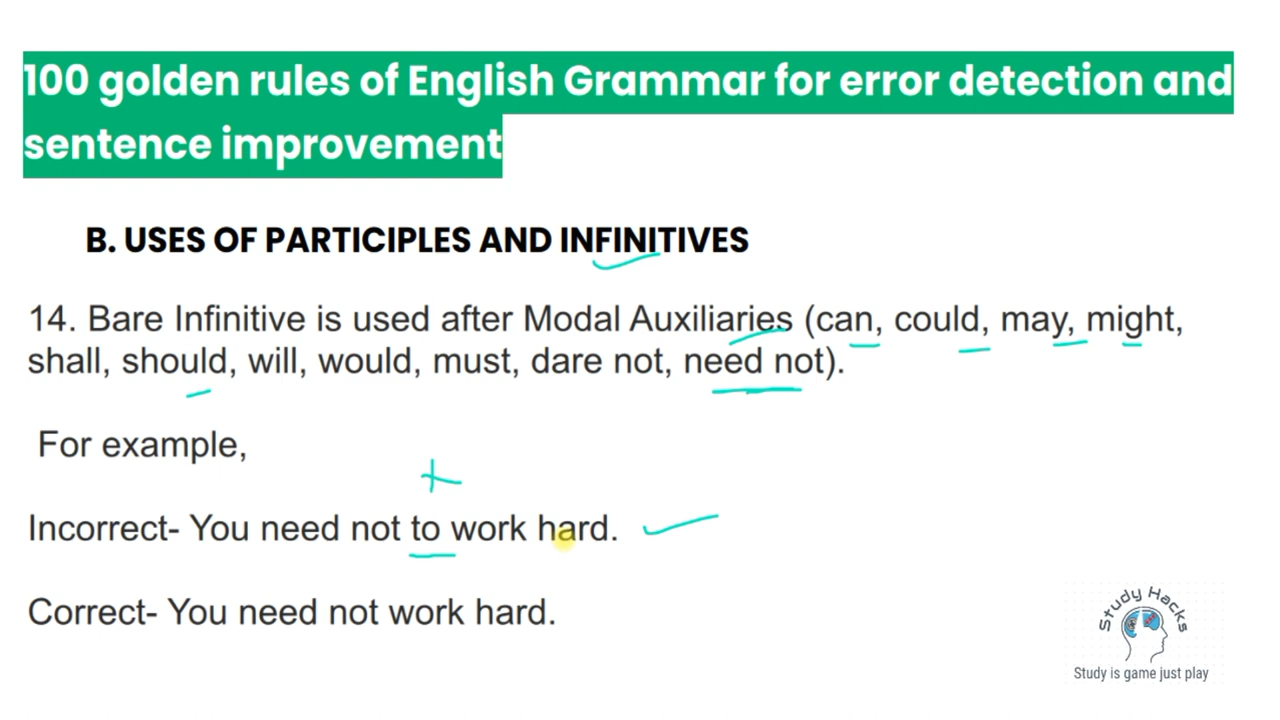 100 golden rules of English Grammar for error detection and
sentence improvement
B. USES OF PARTICIPLES AND INFINITIVES
14. Bare Infinitive is used after Modal Auxiliaries (can, could, may, might,
shall, should, will, would, must, dare not, need not).
For example,
Incorrect- You need not to work hard.
Correct- You need not work hard.
Study Hacks
Study is game just play